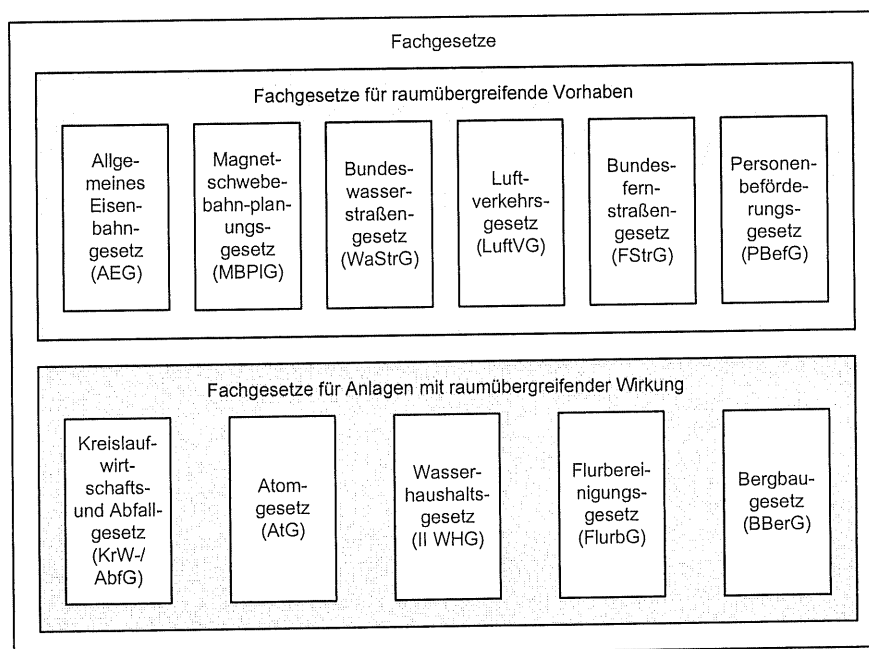 Fachgesetze
Fachgesetze für raumübergreifende Vorhaben
Allge-
meines
Eisen-
bahn-
gesetz
(AEG)
Magnet-
schwebe-
bahn-plan-
ungs-
gesetz
(MBPlG)
Bundes-
wasser-
straßen-
gesetz
(WaStrG)
Luft-
verkehrs-
gesetz
(LuftVG)
Bundes-
fern-
straßen-
gesetz
(FStrG)
Personen-
beförde-
rungs-
gesetz
(PBefG)
Fachgesetze für Anlagen mit raumübergreifender Wirkung
Kreislauf-
wirt-
schafts-
und Abfall-
gesetz
(KrW-/
AbfG)
Atom-
gesetz
(AtG)
Wasser-
haushalts-
gesetz
(II WHG)
Flurberei-
nigungs-
gesetz
(FlurbG)
Bergbau-
gesetz
(BBerG)